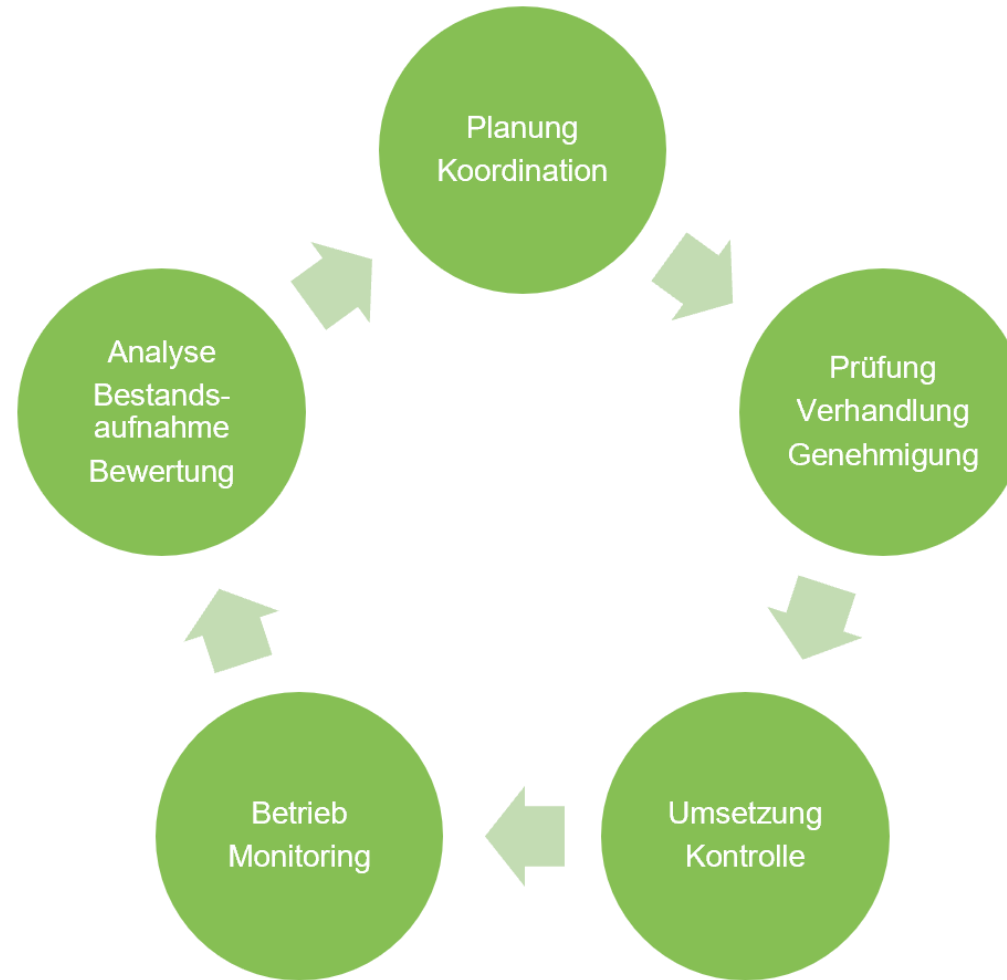 Planung
Koordination
Prüfung
Verhandlung
Genehmigung
Umsetzung
Kontrolle
Betrieb
Monitoring
Analyse
Bestands-
aufnahme
Bewertung